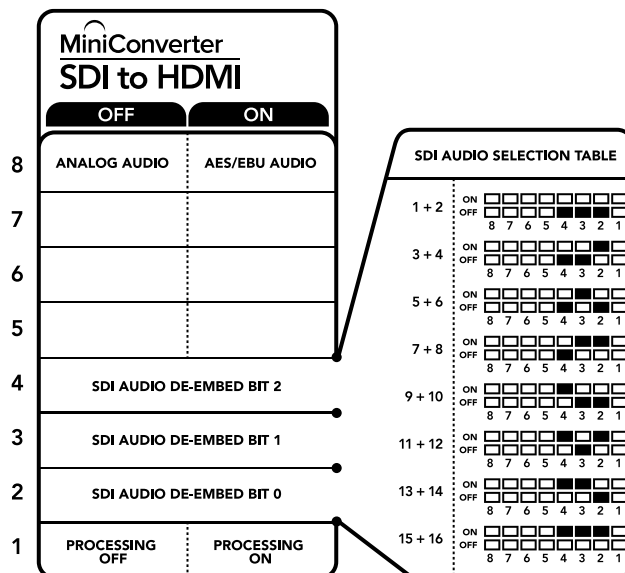 MiniConverter
SDI to HDMI
OFF ON
8 ANALOG AUDIO AES/EBU AUDIO
7
6
5
4 SDI AUDIO DE-EMBED BIT 2
3 SDI AUDIO DE-EMBED BIT 1
2 SDI AUDIO DE-EMBED BIT 0
1 PROCESSING OFF PROCESSING ON
SDI AUDIO SELECTION TABLE
1 + 2 ON
OFF
8 7 6 5 4 3 2 1
3 + 4 ON
OFF
8 7 6 5 4 3 2 1
5 + 6 ON
OFF
8 7 6 5 4 3 2 1
7 + 8 ON
OFF
8 7 6 5 4 3 2 1
9 + 10 ON
OFF
8 7 6 5 4 3 2 1
11 + 12 ON
OFF
8 7 6 5 4 3 2 1
13 + 14 ON
OFF
8 7 6 5 4 3 2 1
15 + 16 ON
OFF
8 7 6 5 4 3 2 1